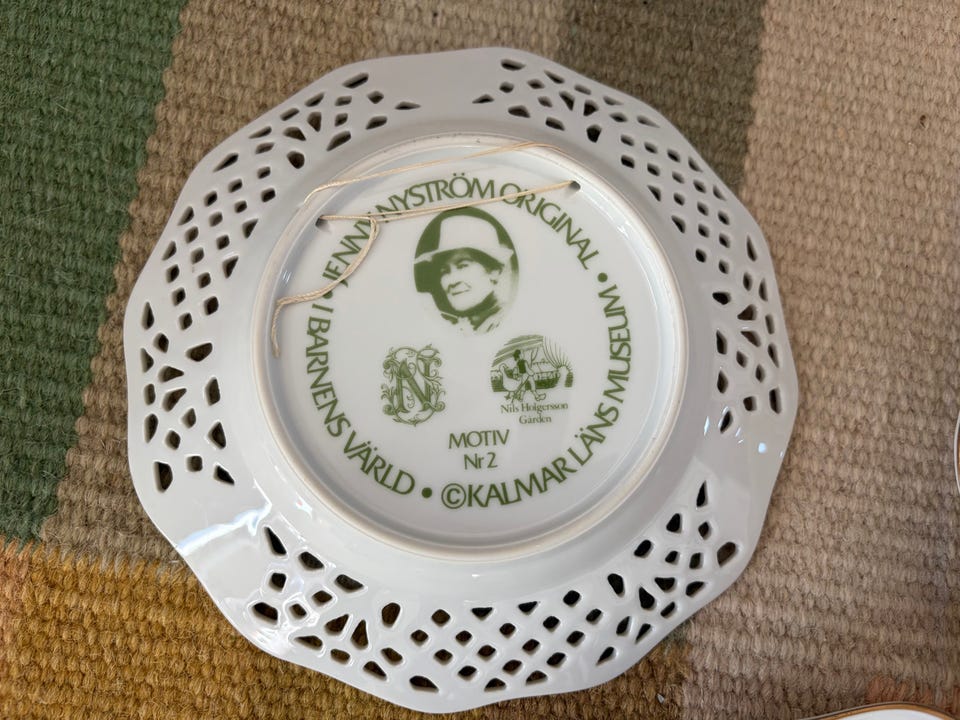 JENNY NYSTRÖM ORIGINAL •
I BARNENS VÄRLD • ©KALMAR LÄNS MUSEUM •
N
Nils Holgersson
Gården
MOTIV
Nr 2